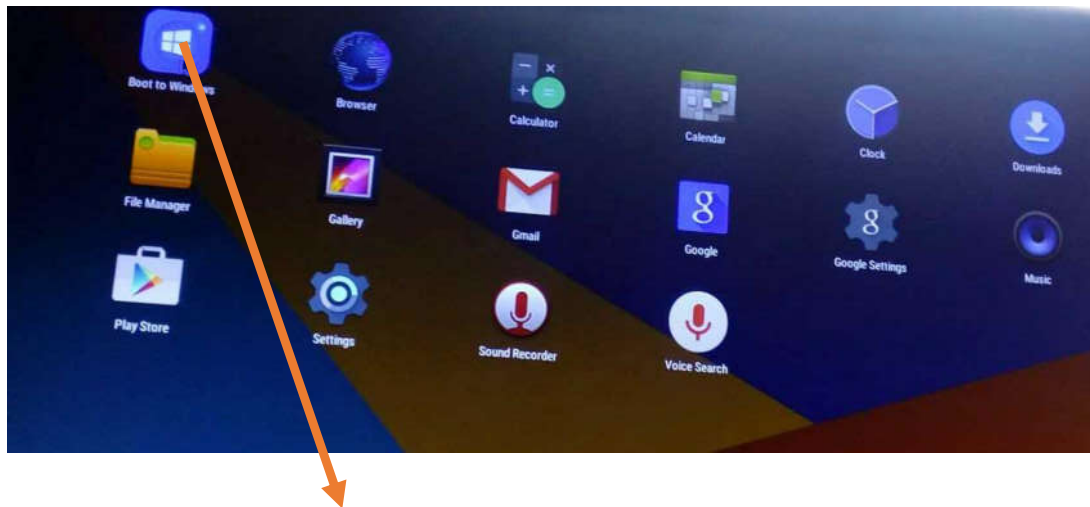 Boot to Windows
Browser
Calculator
Calendar
Clock
Downloads
File Manager
Gallery
Gmail
Google
Google Settings
Music
Play Store
Settings
Sound Recorder
Voice Search